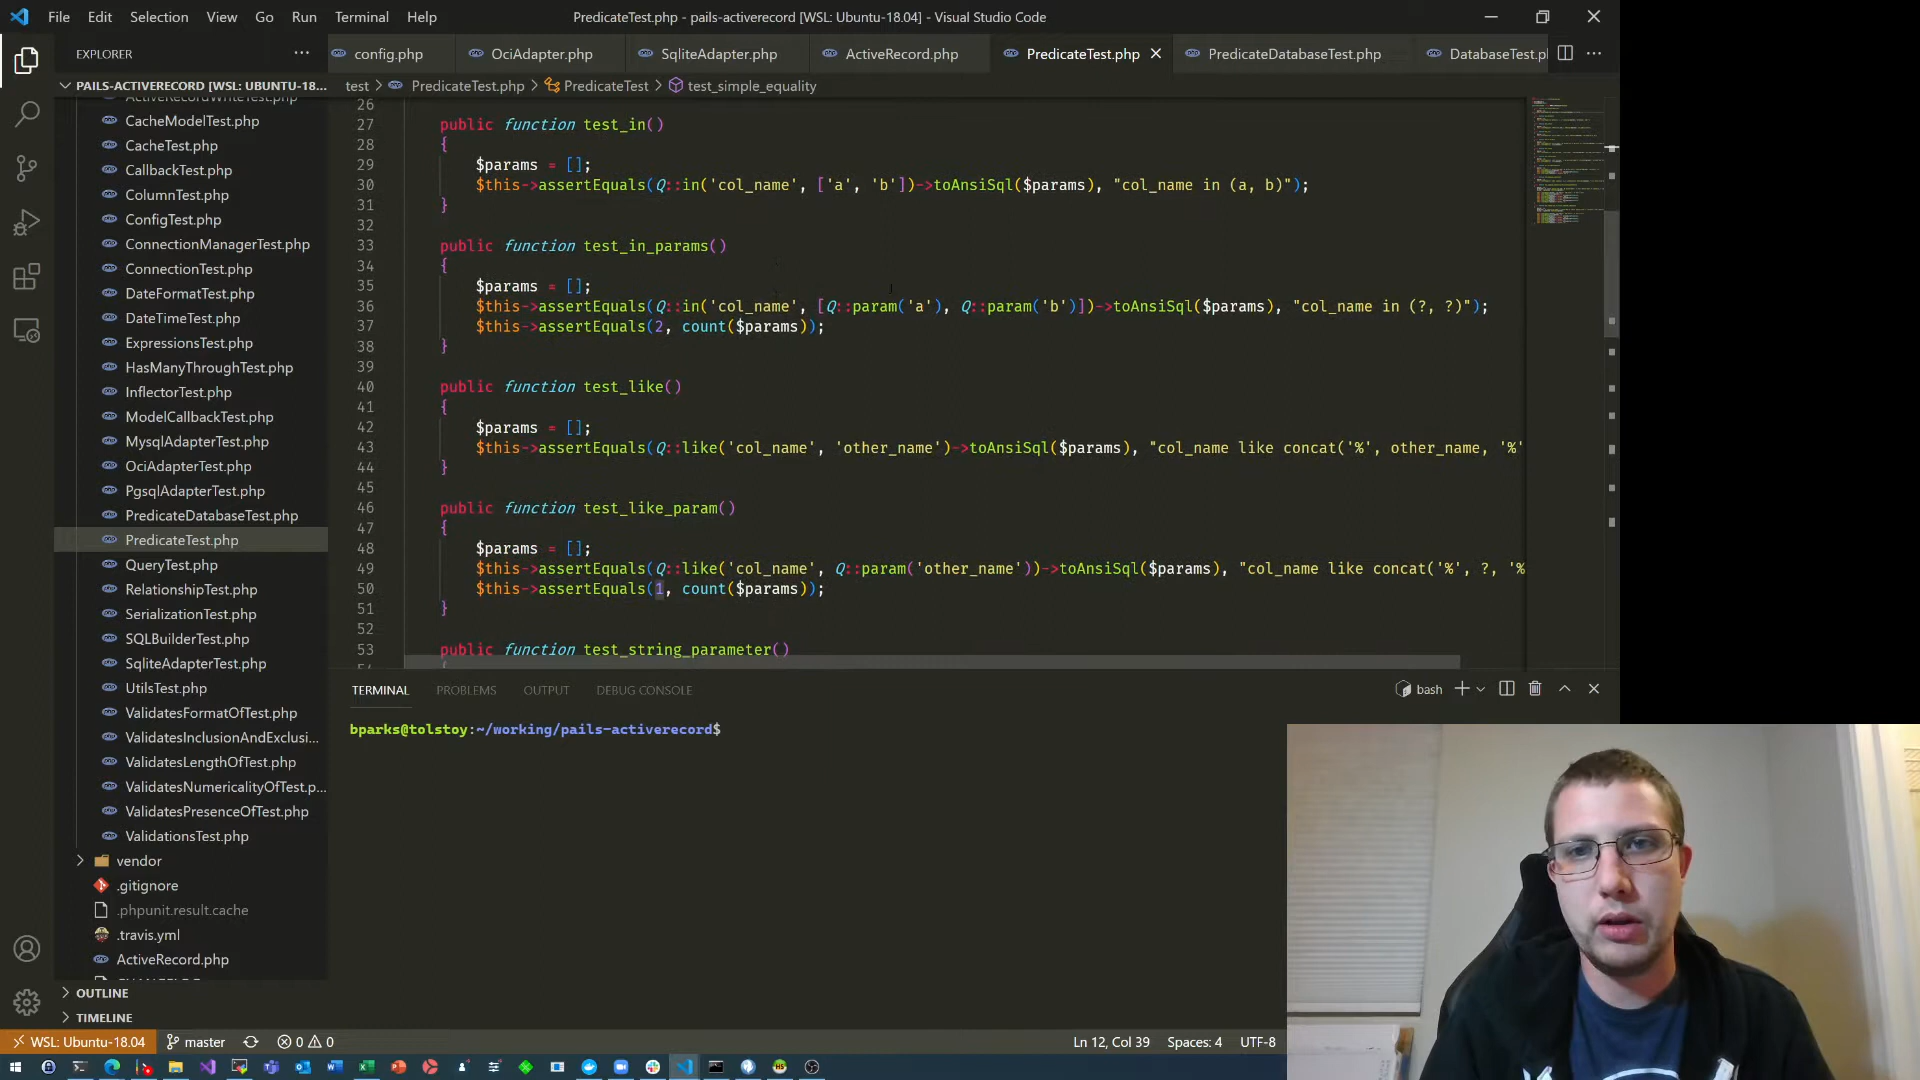 File Edit Selection View Go Run Terminal Help
PredicateTest.php - pails-activerecord [WSL: Ubuntu-18.04] - Visual Studio Code
EXPLORER
config.php
OciAdapter.php
SqliteAdapter.php
ActiveRecord.php
PredicateTest.php
PredicateDatabaseTest.php
DatabaseTest.pl
PAILS-ACTIVERECORD [WSL: UBUNTU-18...
test > PredicateTest.php > PredicateTest > test_simple_equality
ActiveRecordWriteTest.php
CacheModelTest.php
CacheTest.php
CallbackTest.php
ColumnTest.php
ConfigTest.php
ConnectionManagerTest.php
ConnectionTest.php
DateFormatTest.php
DateTimeTest.php
ExpressionsTest.php
HasManyThroughTest.php
InflectorTest.php
ModelCallbackTest.php
MysqlAdapterTest.php
OciAdapterTest.php
PgsqlAdapterTest.php
PredicateDatabaseTest.php
PredicateTest.php
QueryTest.php
RelationshipTest.php
SerializationTest.php
SQLBuilderTest.php
SqliteAdapterTest.php
UtilsTest.php
ValidatesFormatOfTest.php
ValidatesInclusionAndExclusi...
ValidatesLengthOfTest.php
ValidatesNumericalityOfTest.p...
ValidatesPresenceOfTest.php
ValidationsTest.php
vendor
.gitignore
.phpunit.result.cache
.travis.yml
ActiveRecord.php
OUTLINE
TIMELINE
26
27 public function test_in()
28 {
29 $params = [];
30 $this->assertEquals(Q::in('col_name', ['a', 'b'])->toAnsiSql($params), "col_name in (a, b)");
31 }
32
33 public function test_in_params()
34 {
35 $params = [];
36 $this->assertEquals(Q::in('col_name', [Q::param('a'), Q::param('b')])->toAnsiSql($params), "col_name in (?, ?)");
37 $this->assertEquals(2, count($params));
38 }
39
40 public function test_like()
41 {
42 $params = [];
43 $this->assertEquals(Q::like('col_name', 'other_name')->toAnsiSql($params), "col_name like concat('%', other_name, '%'
44 }
45
46 public function test_like_param()
47 {
48 $params = [];
49 $this->assertEquals(Q::like('col_name', Q::param('other_name'))->toAnsiSql($params), "col_name like concat('%', ?, '%
50 $this->assertEquals(1, count($params));
51 }
52
53 public function test_string_parameter()
TERMINAL PROBLEMS OUTPUT DEBUG CONSOLE
bash
bparks@tolstoy:~/working/pails-activerecord$
WSL: Ubuntu-18.04 master 0 0
Ln 12, Col 39 Spaces: 4 UTF-8